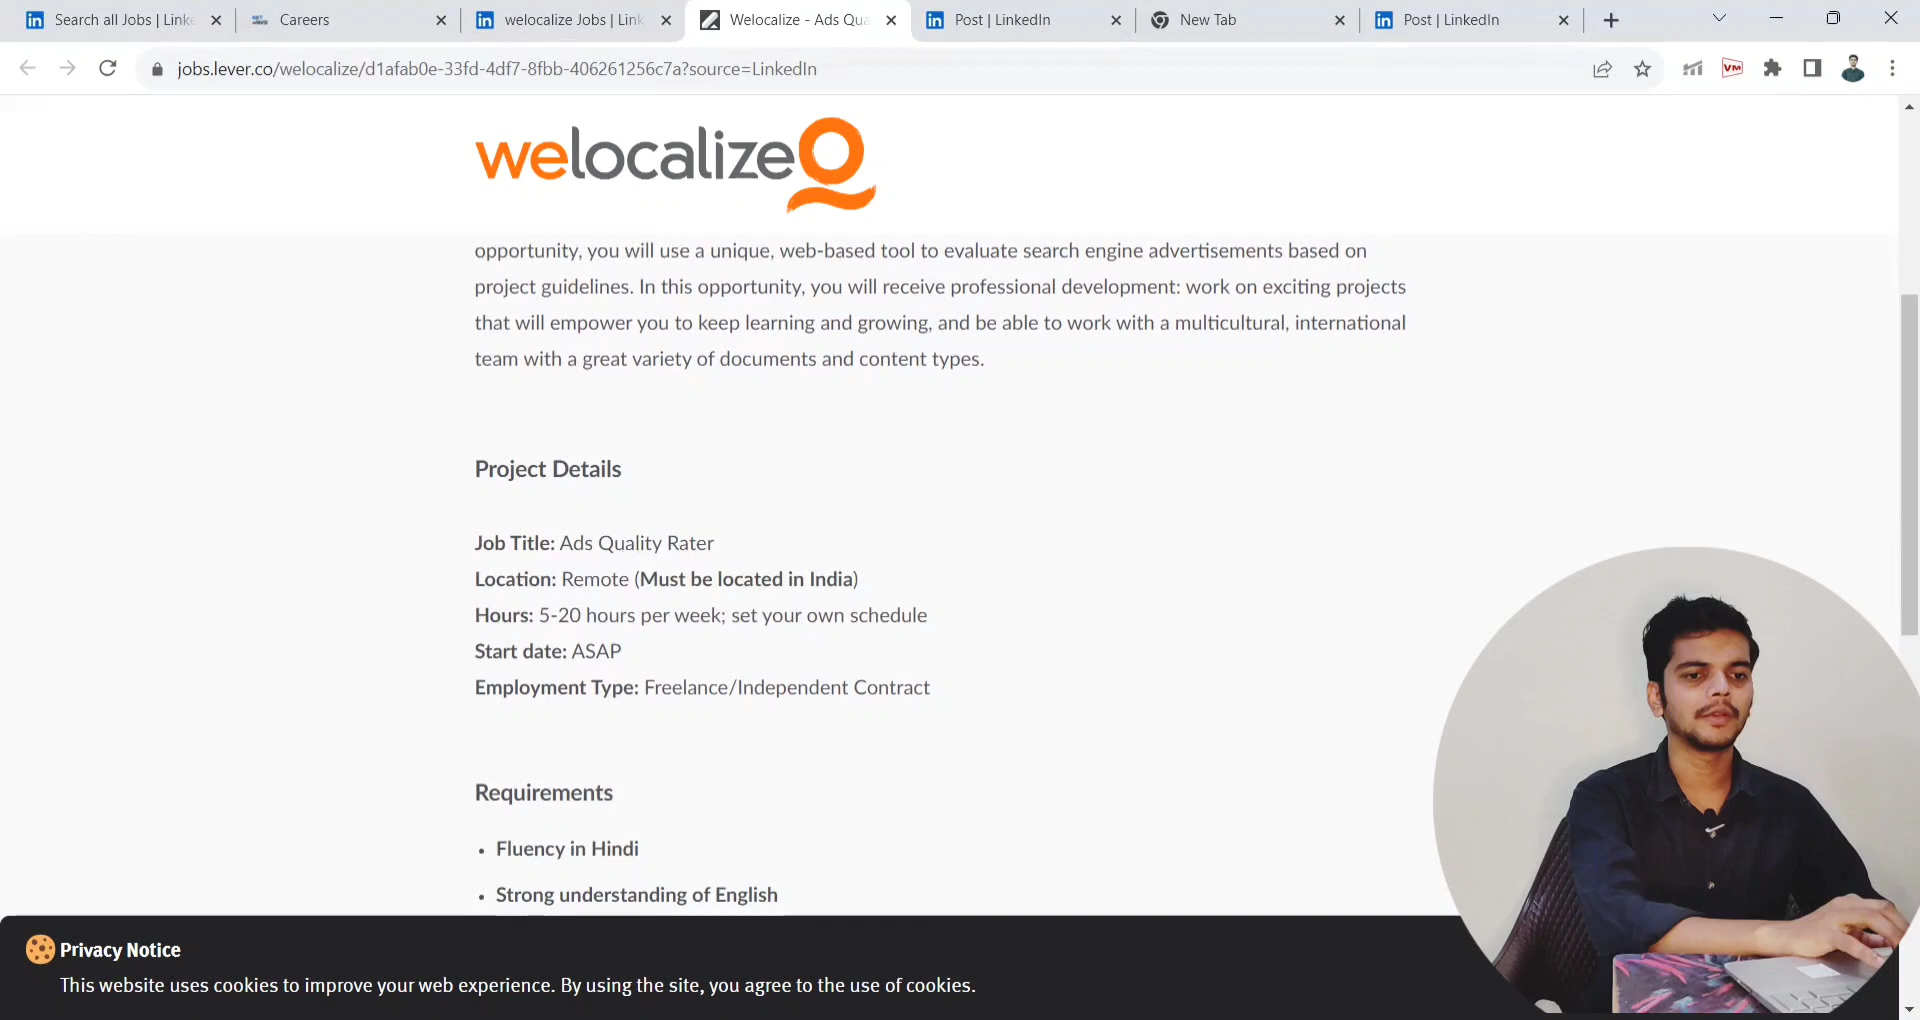 Search all Jobs | Linke
Careers
welocalize Jobs | Link
Welocalize - Ads Qua
Post | LinkedIn
New Tab
Post | LinkedIn
jobs.lever.co/welocalize/d1afab0e-33fd-4df7-8fbb-406261256c7a?source=LinkedIn
VM
welocalize
opportunity, you will use a unique, web-based tool to evaluate search engine advertisements based on
project guidelines. In this opportunity, you will receive professional development: work on exciting projects
that will empower you to keep learning and growing, and be able to work with a multicultural, international
team with a great variety of documents and content types.
Project Details
Job Title: Ads Quality Rater
Location: Remote (Must be located in India)
Hours: 5-20 hours per week; set your own schedule
Start date: ASAP
Employment Type: Freelance/Independent Contract
Requirements
• Fluency in Hindi
• Strong understanding of English
Privacy Notice
This website uses cookies to improve your web experience. By using the site, you agree to the use of cookies.